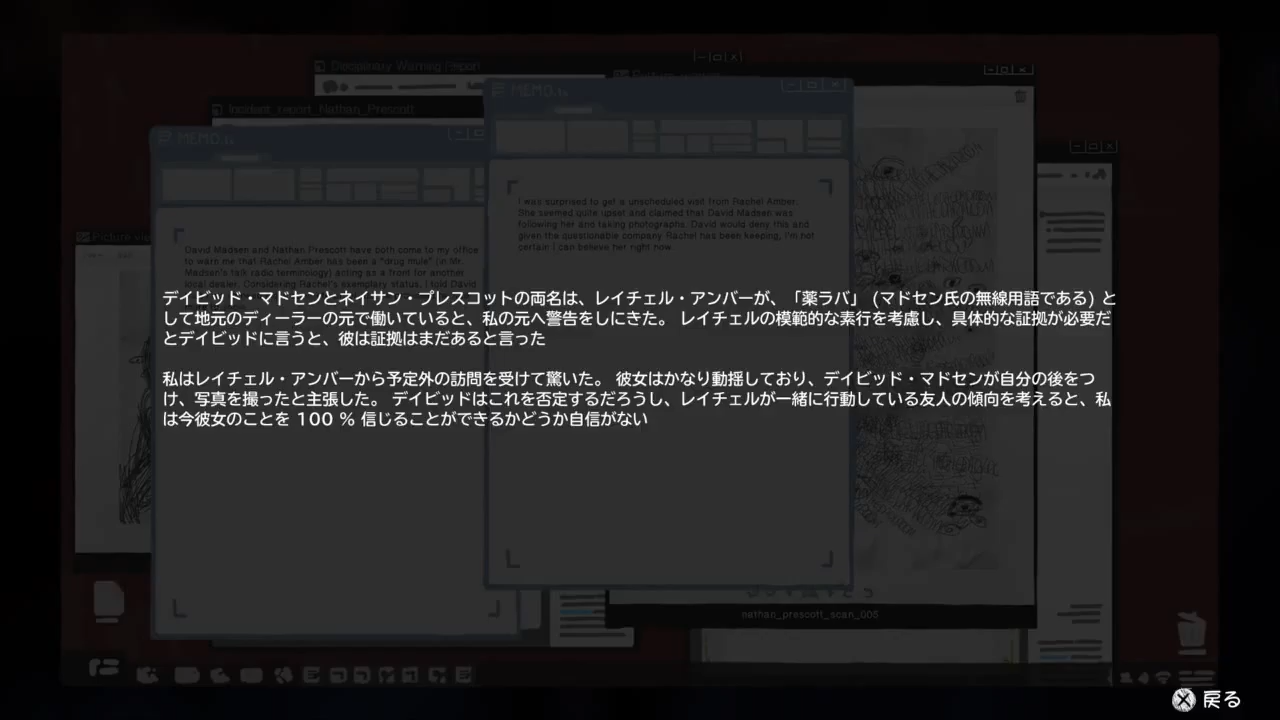 Disciplinary Warning Report
Incident_report_Nathan_Prescott
MEMO.ts
MEMO.ts
I was surprised to get a unscheduled visit from Rachel Amber.
She seemed quite upset and claimed that David Madsen was
following her and taking photographs. David would deny this and
given the questionable company Rachel has been keeping, I'm not
certain I can believe her right now
Picture
David Madsen and Nathan Prescott have both come to my office
to warn me that Rachel Amber has been a "drug mule" (in Mr.
Madsen's talk radio terminology) acting as a front for another
local dealer. Considering Rachel's exemplary status, I told David
デイビッド・マドセンとネイサン・プレスコットの両名は、レイチェル・アンバーが、「薬ラバ」 (マドセン氏の無線用語である) と
して地元のディーラーの元で働いていると、私の元へ警告をしにきた。 レイチェルの模範的な素行を考慮し、具体的な証拠が必要だ
とデイビッドに言うと、彼は証拠はまだあると言った
私はレイチェル・アンバーから予定外の訪問を受けて驚いた。 彼女はかなり動揺しており、デイビッド・マドセンが自分の後をつ
け、写真を撮ったと主張した。 デイビッドはこれを否定するだろうし、レイチェルが一緒に行動している友人の傾向を考えると、私
は今彼女のことを 100 % 信じることができるかどうか自信がない
nathan_prescott_scan_005
戻る